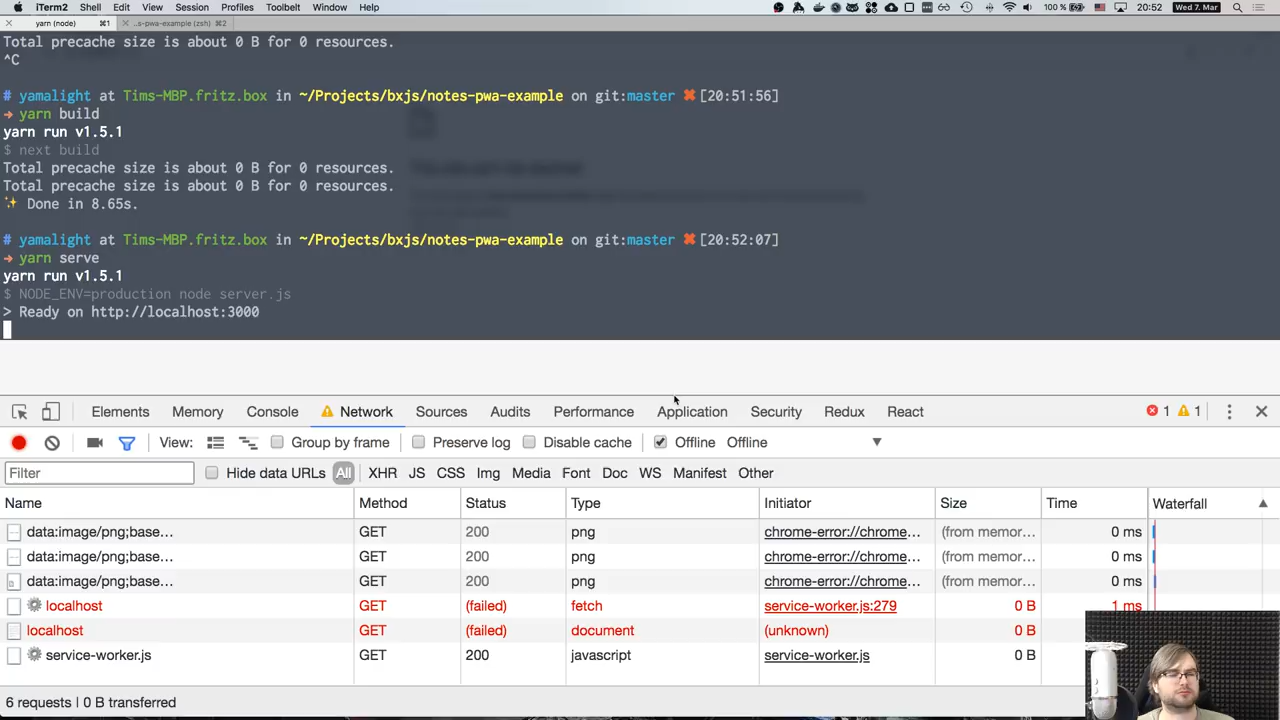 iTerm2 Shell Edit View Session Profiles Toolbelt Window Help 100 % 20:52 Wed 7. Mar
yarn (node) ⌘1 ..s-pwa-example (zsh) ⌘2
Total precache size is about 0 B for 0 resources.
^C
# yamalight at Tims-MBP.fritz.box in ~/Projects/bxjs/notes-pwa-example on git:master ✖ [20:51:56]
→ yarn build
yarn run v1.5.1
$ next build
Total precache size is about 0 B for 0 resources.
Total precache size is about 0 B for 0 resources.
✨ Done in 8.65s.
# yamalight at Tims-MBP.fritz.box in ~/Projects/bxjs/notes-pwa-example on git:master ✖ [20:52:07]
→ yarn serve
yarn run v1.5.1
$ NODE_ENV=production node server.js
> Ready on http://localhost:3000
Elements Memory Console Network Sources Audits Performance Application Security Redux React 1 1
View: Group by frame Preserve log Disable cache Offline Offline
Filter Hide data URLs All XHR JS CSS Img Media Font Doc WS Manifest Other
Name Method Status Type Initiator Size Time Waterfall
data:image/png;base... GET 200 png chrome-error://chrome... (from memor... 0 ms
data:image/png;base... GET 200 png chrome-error://chrome... (from memor... 0 ms
data:image/png;base... GET 200 png chrome-error://chrome... (from memor... 0 ms
localhost GET (failed) fetch service-worker.js:279 0 B 1 ms
localhost GET (failed) document (unknown) 0 B
service-worker.js GET 200 javascript service-worker.js 0 B
6 requests | 0 B transferred